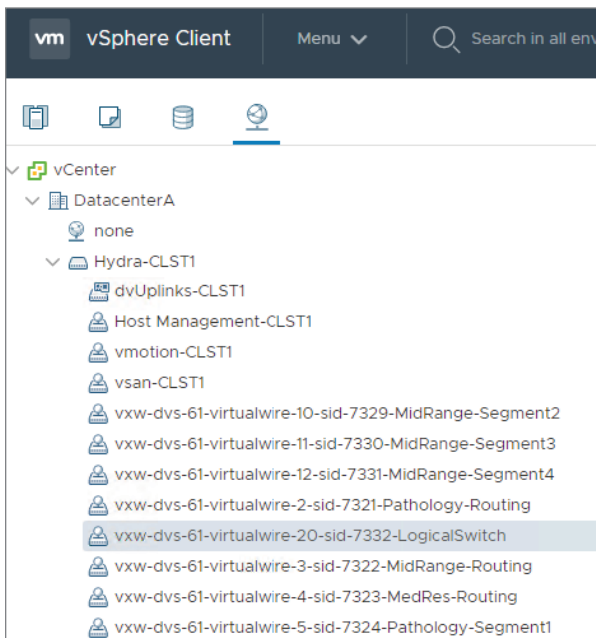 vm vSphere Client Menu Search in all env
vCenter
DatacenterA
none
Hydra-CLST1
dvUplinks-CLST1
Host Management-CLST1
vmotion-CLST1
vsan-CLST1
vxw-dvs-61-virtualwire-10-sid-7329-MidRange-Segment2
vxw-dvs-61-virtualwire-11-sid-7330-MidRange-Segment3
vxw-dvs-61-virtualwire-12-sid-7331-MidRange-Segment4
vxw-dvs-61-virtualwire-2-sid-7321-Pathology-Routing
vxw-dvs-61-virtualwire-20-sid-7332-LogicalSwitch
vxw-dvs-61-virtualwire-3-sid-7322-MidRange-Routing
vxw-dvs-61-virtualwire-4-sid-7323-MedRes-Routing
vxw-dvs-61-virtualwire-5-sid-7324-Pathology-Segment1